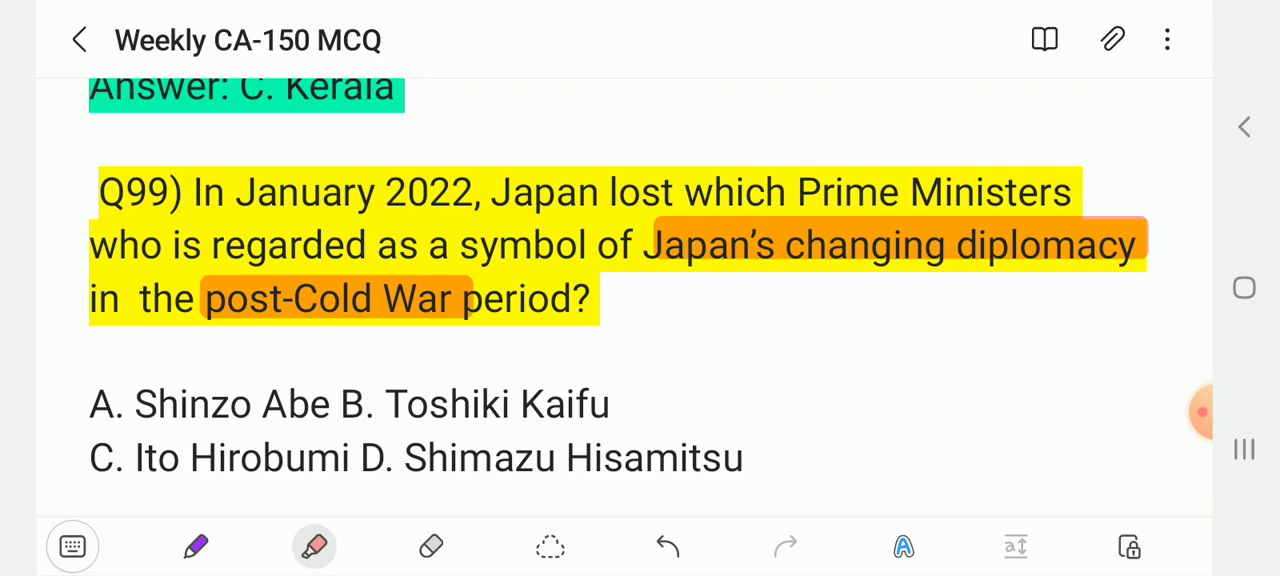 Weekly CA-150 MCQ
Answer: C. Kerala
Q99) In January 2022, Japan lost which Prime Ministers
who is regarded as a symbol of Japan’s changing diplomacy
in the post-Cold War period?
A. Shinzo Abe B. Toshiki Kaifu
C. Ito Hirobumi D. Shimazu Hisamitsu